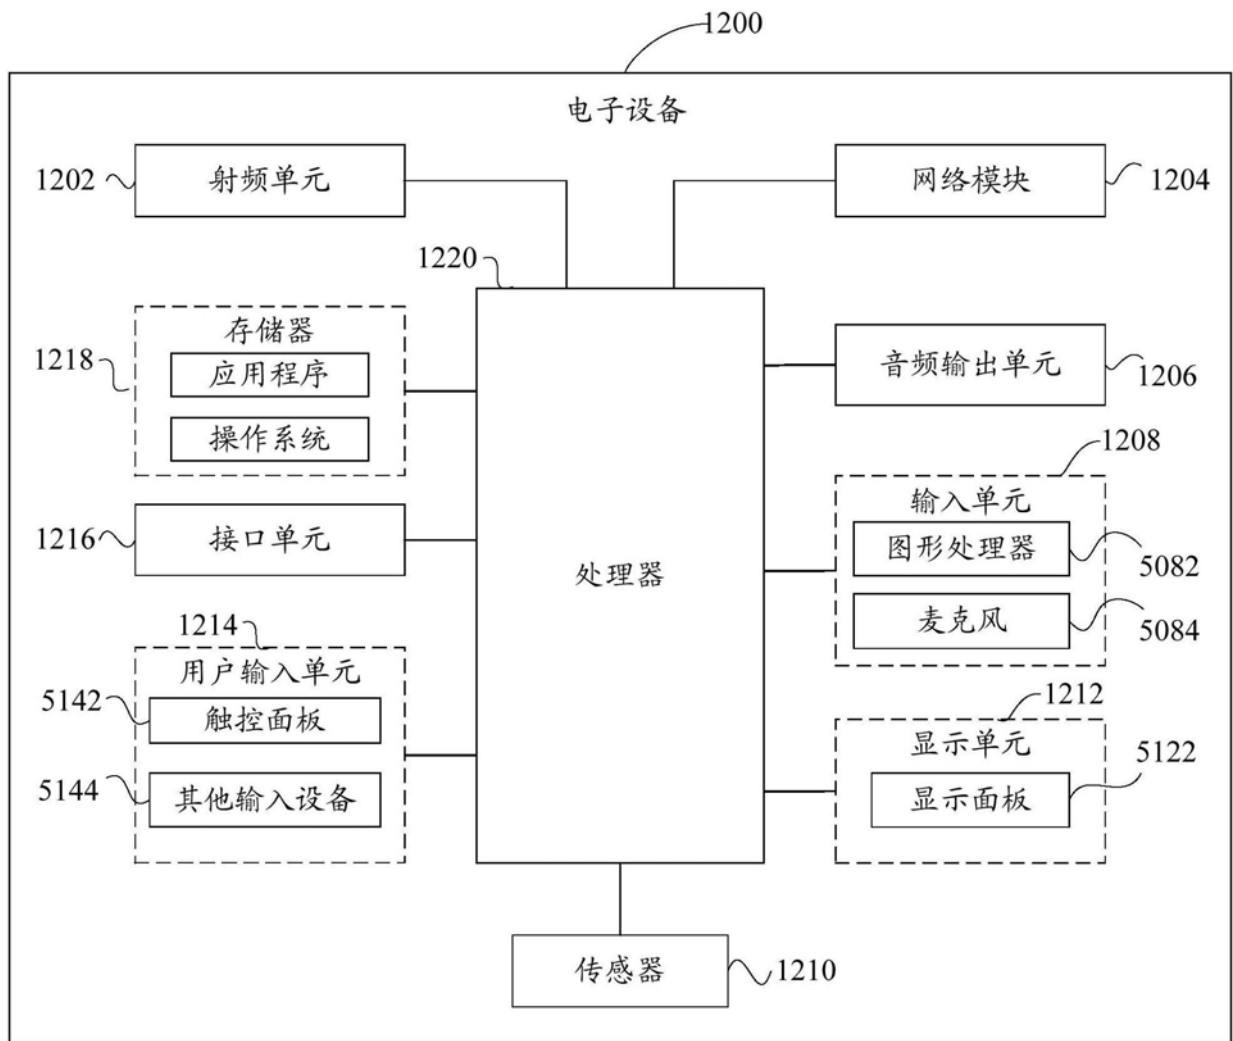 1200
电子设备
1202
射频单元
网络模块
1204
1220
存储器
1218
应用程序
操作系统
音频输出单元
1206
1208
输入单元
图形处理器
5082
麦克风
5084
1216
接口单元
处理器
1214
用户输入单元
5142
触控面板
5144
其他输入设备
1212
显示单元
5122
显示面板
传感器
1210